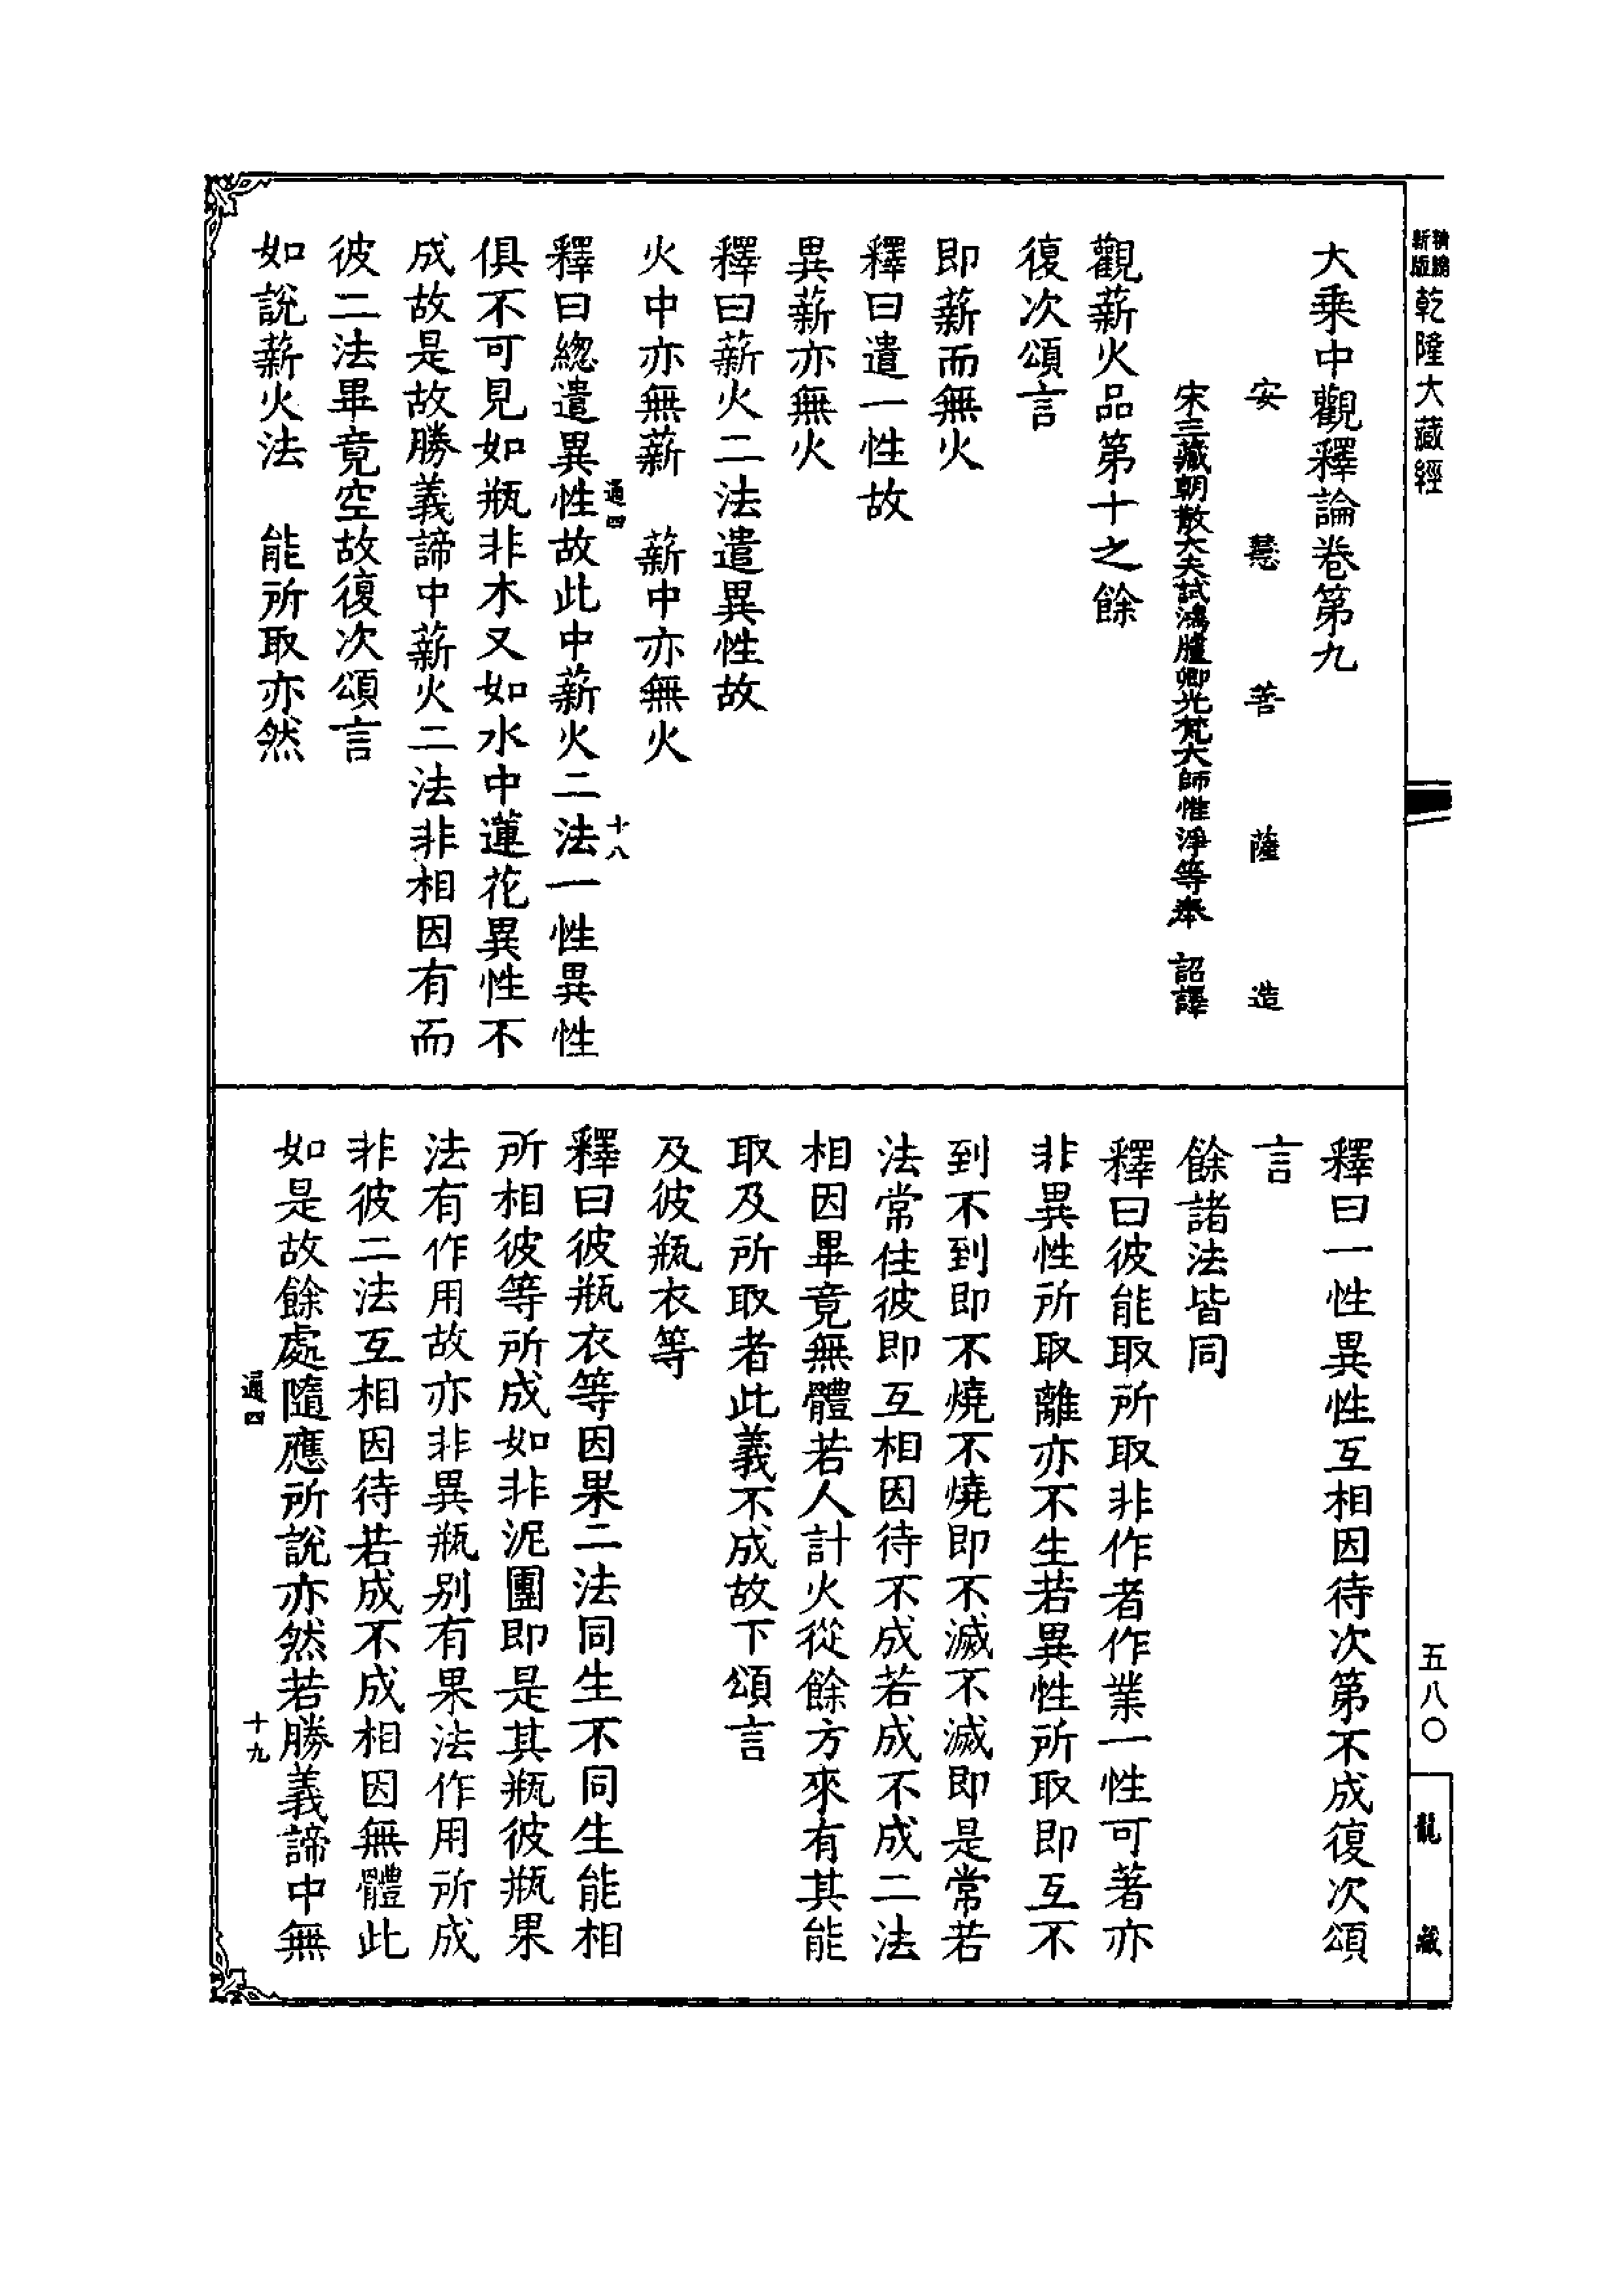 大乘中觀釋論卷第九
安慧菩薩造
宋三藏朝散大夫試鴻臚卿光梵大師惟淨等奉　詔譯
觀薪火品第十之餘
復次頌言
即薪而無火
釋曰遣一性故
異薪亦無火
釋曰薪火二法遣異性故
火中亦無薪　薪中亦無火
通四　十八
釋曰總遣異性故此中薪火二法一性異性
俱不可見如瓶非木又如水中蓮花異性不
成故是故勝義諦中薪火二法非相因有而
彼二法畢竟空故復次頌言
如說薪火法　能所取亦然
釋曰一性異性互相因待次第不成復次頌
言
餘諸法皆同
釋曰彼能取所取非作者作業一性可著亦
非異性所取離亦不生若異性所取即互不
到不到即不燒不燒即不滅不滅即是常若
法常住彼即互相因待不成若成不成二法
相因畢竟無體若人計火從餘方來有其能
取及所取者此義不成故下頌言
及彼瓶衣等
釋曰彼瓶衣等因果二法同生不同生能相
所相彼等所成如非泥團即是其瓶彼瓶果
法有作用故亦非異瓶別有果法作用所成
非彼二法互相因待若成不成相因無體此
如是故餘處隨應所說亦然若勝義諦中無
通四　十九
新版
乾隆大藏經
五八〇
龍藏